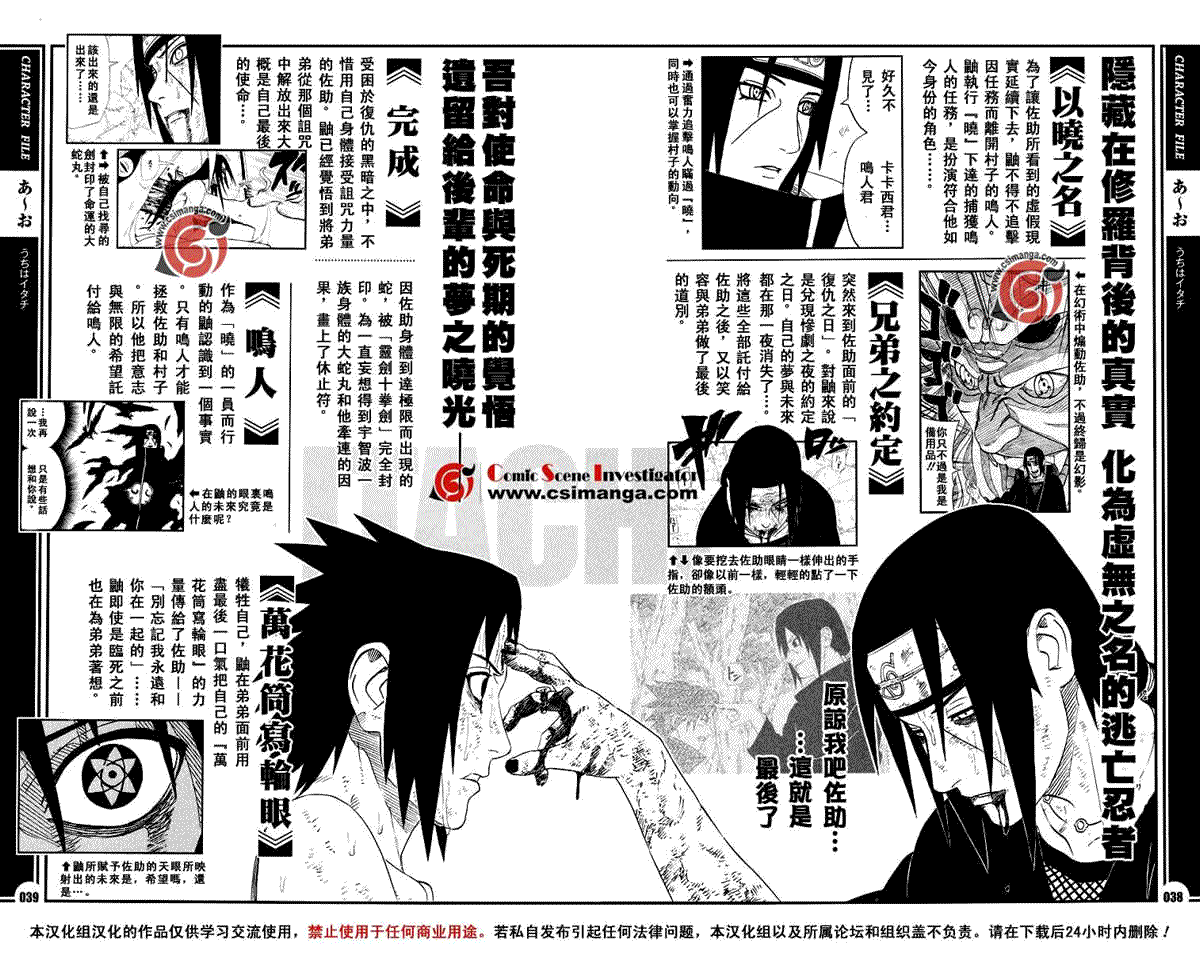 CHARACTER FILE
あ～お
うちはイタチ
038
隱藏在修羅背後的真實 化為虛無之名的逃亡忍者
《以曉之名》
為了讓佐助所看到的虛假現
實延續下去，鼬不得不追擊
因任務而離開村子的鳴人。
鼬執行『曉』下達的捕獲鳴
人的任務，是扮演符合他如
今身份的角色……。
好久不
見了…
卡卡西君…
鳴人君
➡通過奮力追擊鳴人瞞過『曉』，
同時也可以掌握村子的動向。
⬆在幻術中煽動佐助，不過終歸是幻影。
你只不過是我是
備用品!!
《兄弟之約定》
突然來到佐助面前的「
復仇之日」。對鼬來說
是兌現慘劇之夜的約定
之日。自己的夢與未來
都在那一夜消失了…。
將這些全部託付給
佐助之後，又以笑
容與弟弟做了最後
的道別。
⬆⬇像要挖去佐助眼睛一樣伸出的手
指，卻像以前一樣，輕輕的點了一下
佐助的額頭。
原諒我吧佐助…
…這就是
最後了
吾對使命與死期的覺悟
遺留給後輩的夢之曉光
《完成》
受困於復仇的黑暗之中，不
惜用自己身體接受詛咒力量
的佐助。鼬已經覺悟到將弟
弟從那個詛咒
中解放出來大
概是自己最後
的使命…。
該出來的還是
出來了……
⬆➡被自己找尋的
劍封印了命運的大
蛇丸。
因佐助身體到達極限而出現的
蛇，被「靈劍十拳劍」完全封
印。為一直妄想得到宇智波一
族身體的大蛇丸和他牽連的因
果，畫上了休止符。
《鳴人》
作為「曉」的一員而行
動的鼬認識到一個事實
。只有鳴人才能
拯救佐助和村子
。所以他把意志
與無限的希望託
付給鳴人。
…我再
說一次
只是有些話
想和你說。
⬅在鼬的眼裏鳴
人的未來究竟是
什麼呢？
《萬花筒寫輪眼》
犧牲自己，鼬在弟弟面前用
盡最後一口氣把自己的『萬
花筒寫輪眼』的力
量傳給了佐助——
「別忘記我永遠和
你在一起的」……
鼬即使是臨死之前
也在為弟弟著想。
⬆鼬所賦予佐助的天眼所映
射出的未來是，希望嗎，還
是…。
CHARACTER FILE
あ～お
うちはイタチ
039
ITACHI
Comic Scene Investigator
www.csimanga.com
www.csimanga.com
www.csimanga.com
本汉化组汉化的作品仅供学习交流使用，禁止使用于任何商业用途。若私自发布引起任何法律问题，本汉化组以及所属论坛和组织盖不负责。请在下载后24小时内删除！